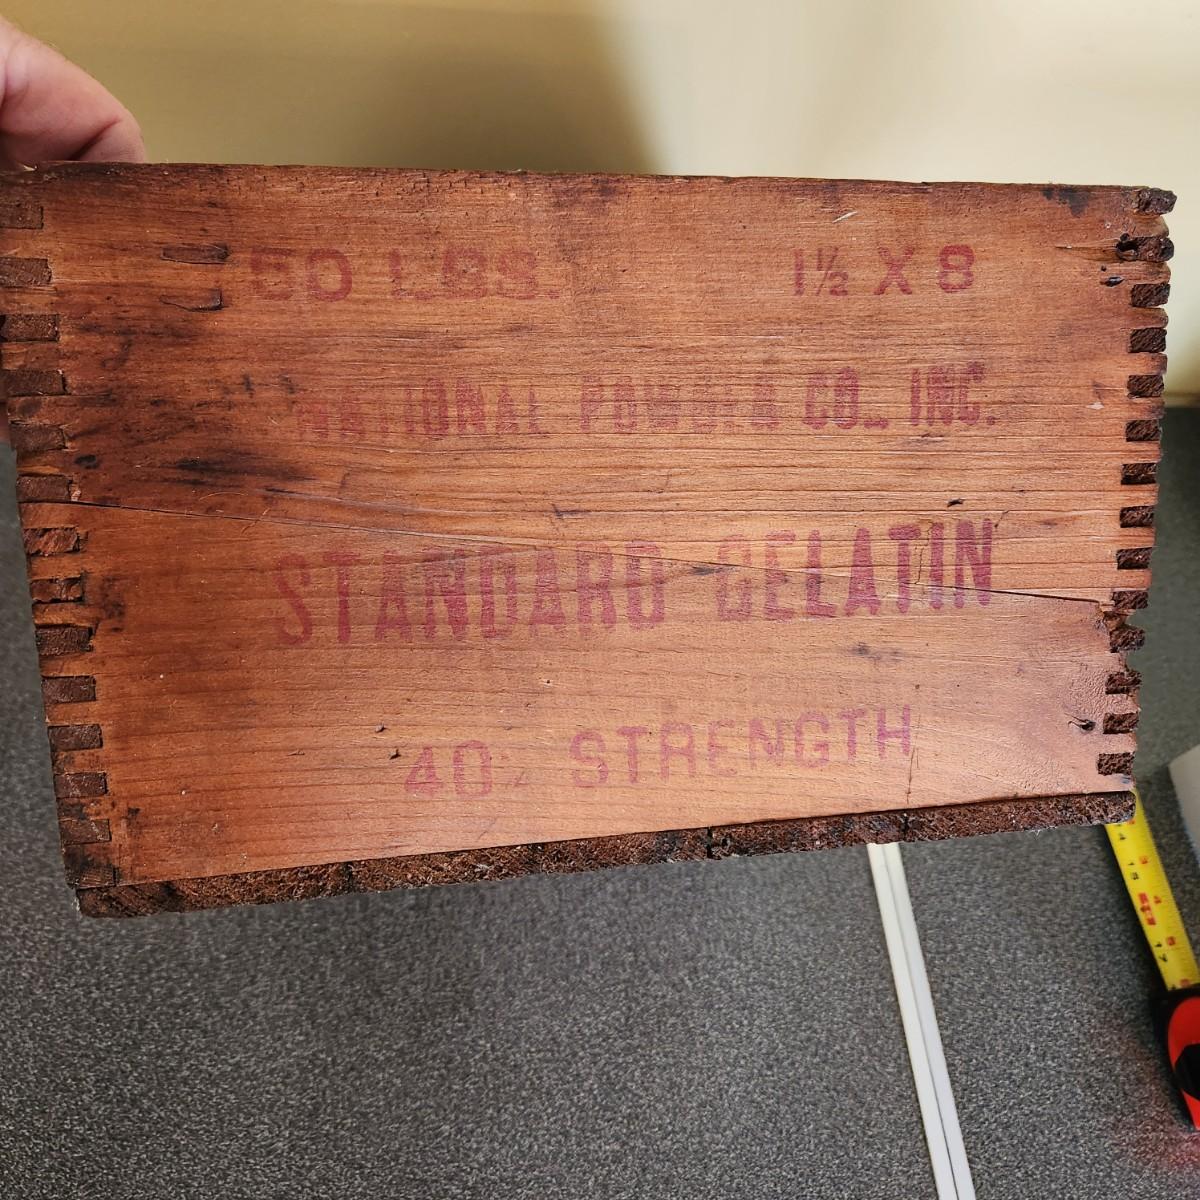 50 LBS. 1½ X 8
NATIONAL POWDER CO., INC.
STANDARD GELATIN
40 STRENGTH